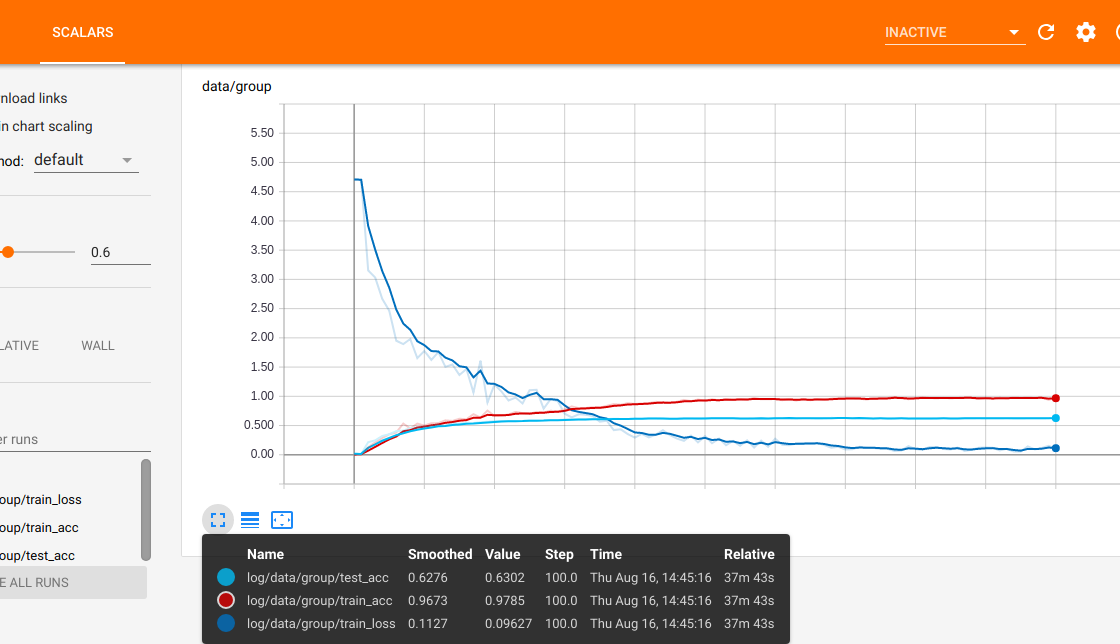 SCALARS
INACTIVE
nload links
in chart scaling
nod: default
0.6
LATIVE WALL
er runs
oup/train_loss
oup/train_acc
oup/test_acc
E ALL RUNS
data/group
5.50
5.00
4.50
4.00
3.50
3.00
2.50
2.00
1.50
1.00
0.500
0.00
Name Smoothed Value Step Time Relative
log/data/group/test_acc 0.6276 0.6302 100.0 Thu Aug 16, 14:45:16 37m 43s
log/data/group/train_acc 0.9673 0.9785 100.0 Thu Aug 16, 14:45:16 37m 43s
log/data/group/train_loss 0.1127 0.09627 100.0 Thu Aug 16, 14:45:16 37m 43s